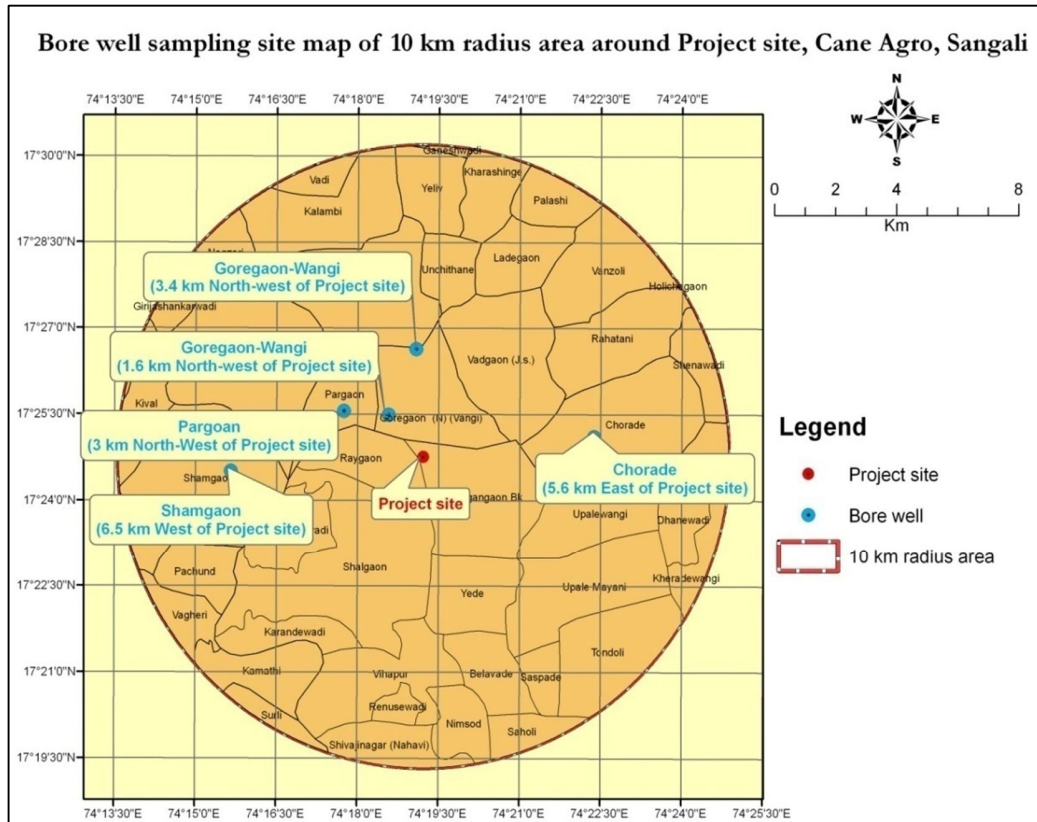 Bore well sampling site map of 10 km radius area around Project site, Cane Agro, Sangali
74°13'30"E 74°15'0"E 74°16'30"E 74°18'0"E 74°19'30"E 74°21'0"E 74°22'30"E 74°24'0"E
N
W E
S
0 2 4 8
Km
17°30'0"N
17°28'30"N
17°27'0"N
17°25'30"N
17°24'0"N
17°22'30"N
17°21'0"N
17°19'30"N
Ganeshwadi
Kharashinge
Vadi
Yeliv
Palashi
Kalambi
Ladegaon
Unchithane
Vanzoli
Goregaon-Wangi
(3.4 km North-west of Project site)
Holichagaon
Girijashankarwadi
Rahatani
Goregaon-Wangi
(1.6 km North-west of Project site)
Vadgaon (J.s.)
Shenawadi
Pargaon
Kival
Goregaon (N) (Vangi)
Chorade
Pargoan
(3 km North-West of Project site)
Raygaon
Chorade
(5.6 km East of Project site)
Shamgao
Project site
Shamgaon
(6.5 km West of Project site)
Upalewangi
Dhanewadi
Shalgaon
Pachund
Kheradewangi
Upale Mayani
Yede
Vagheri
Karandewadi
Tondoli
Kamathi
Vihapur
Belavade
Saspade
Renusewadi
Surli
Nimsod
Saholi
Shivajinagar (Nahavi)
74°13'30"E 74°15'0"E 74°16'30"E 74°18'0"E 74°19'30"E 74°21'0"E 74°22'30"E 74°24'0"E 74°25'30"E
Legend
Project site
Bore well
10 km radius area